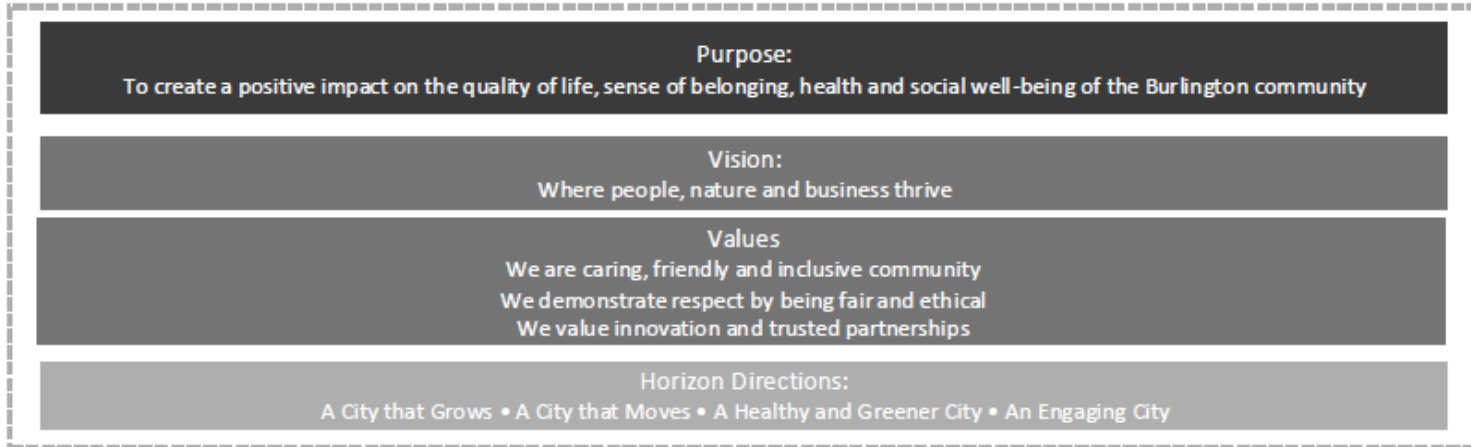 Purpose:
To create a positive impact on the quality of life, sense of belonging, health and social well-being of the Burlington community
Vision:
Where people, nature and business thrive
Values
We are caring, friendly and inclusive community
We demonstrate respect by being fair and ethical
We value innovation and trusted partnerships
Horizon Directions:
A City that Grows • A City that Moves • A Healthy and Greener City • An Engaging City